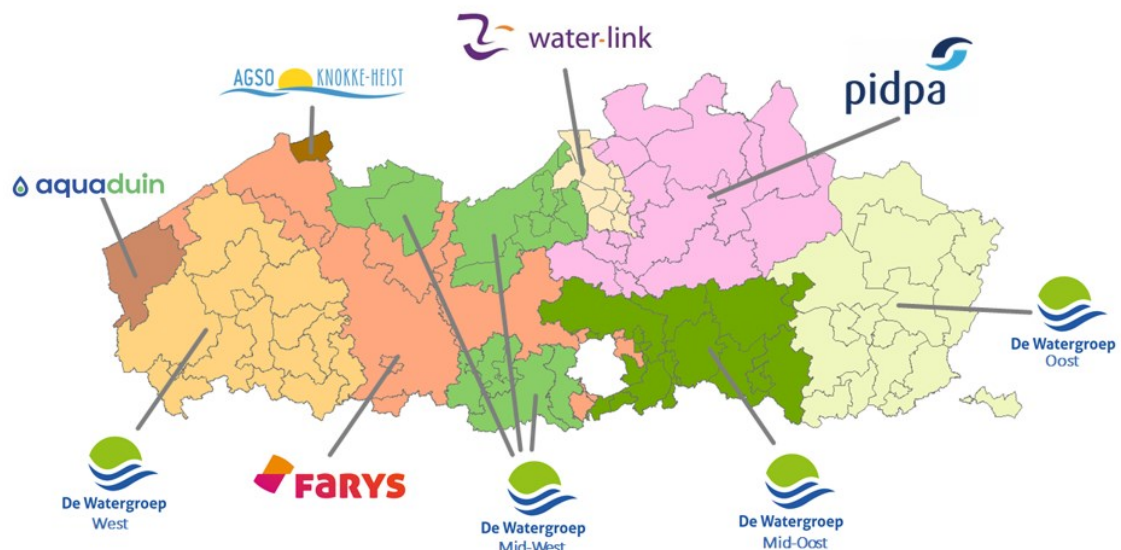 water-link
AGSO KNOKKE-HEIST
pidpa
aquaduin
De Watergroep
Oost
FARYS
De Watergroep
West
De Watergroep
Mid-West
De Watergroep
Mid-Oost